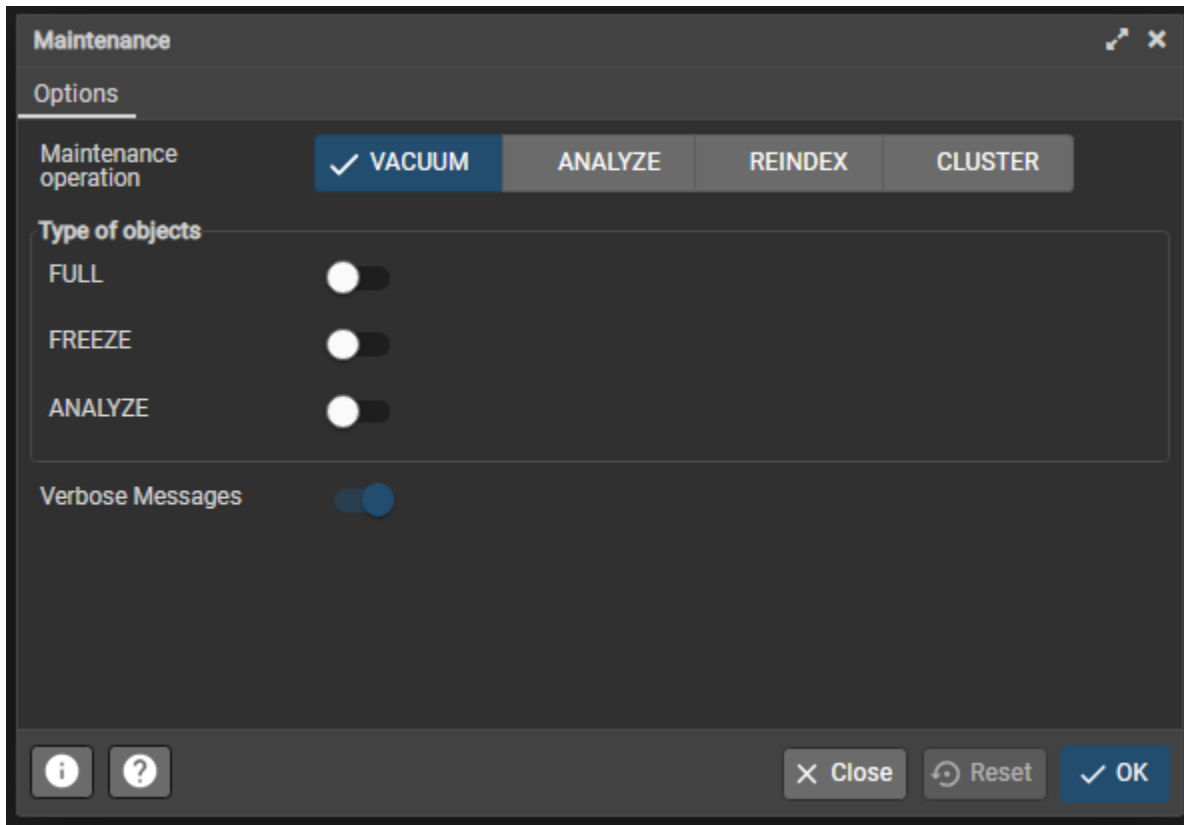 Maintenance
Options
Maintenance
operation
VACUUM ANALYZE REINDEX CLUSTER
Type of objects
FULL
FREEZE
ANALYZE
Verbose Messages
i ? Close Reset OK